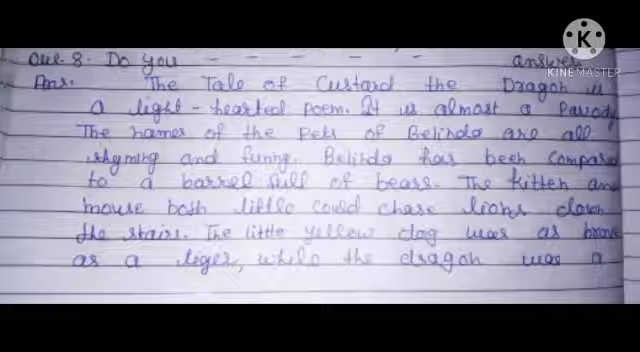 Que. 8. Do you - - - - - answer.
Ans. The Tale of Custard the Dragon is
a light-hearted poem. It is almost a Parody
The names of the Pets of Belinda are all
rhyming and funny. Belinda has been compared
to a barrel full of bears. The kitten and
mouse both little could chase lions down
the stairs. The little yellow dog was as brave
as a tiger, while the dragon was a
KINEMASTER